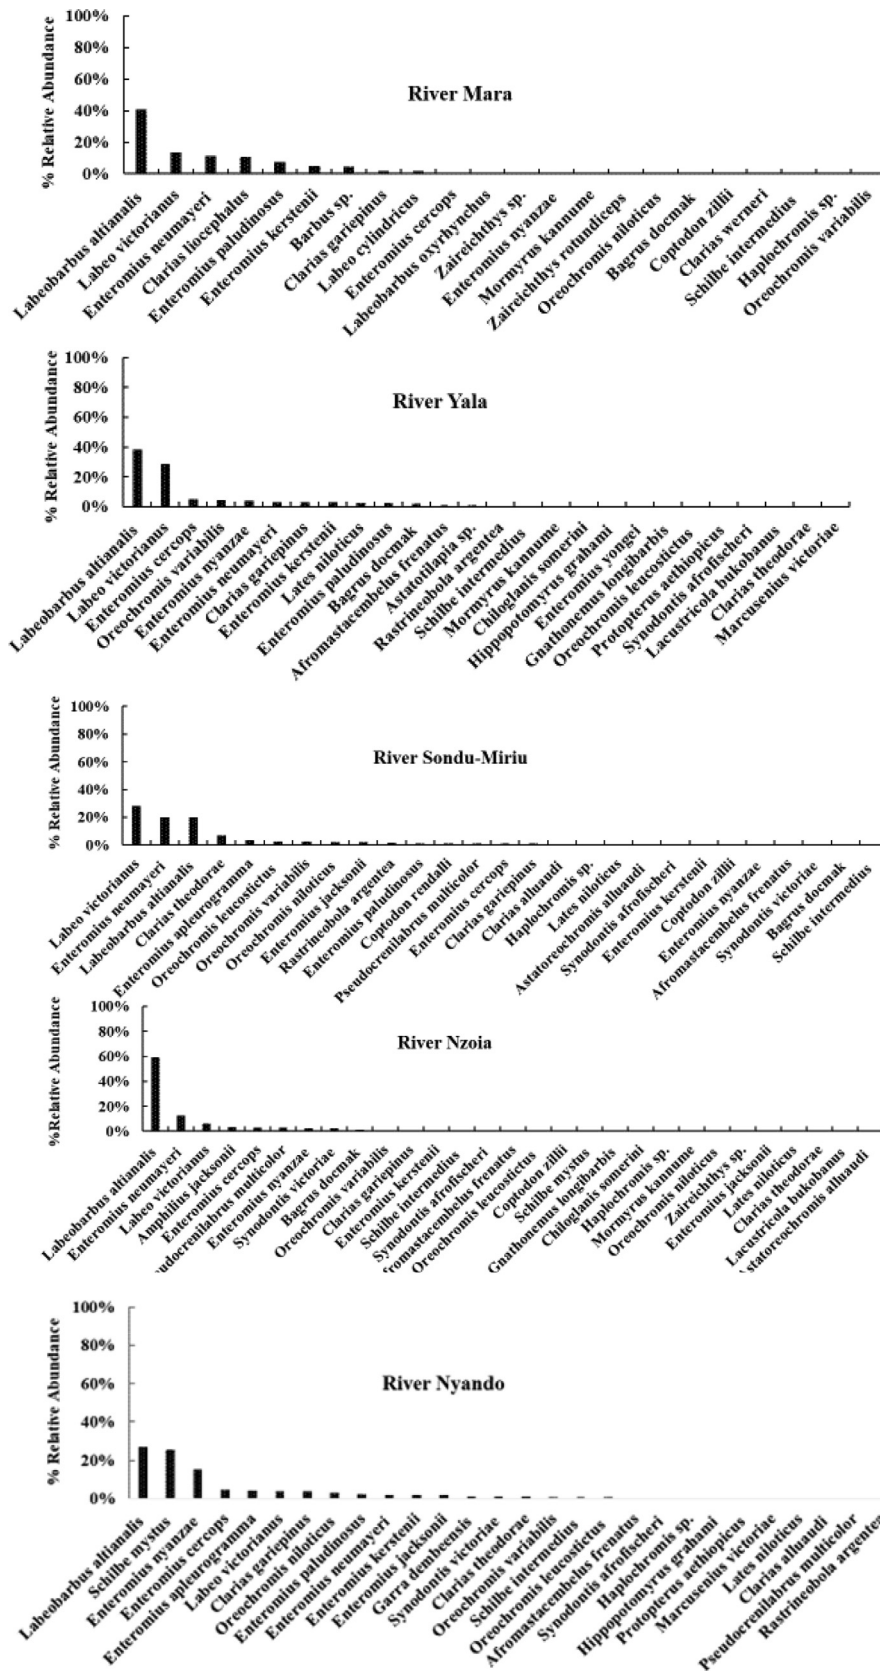 100%
80%
60%
40%
20%
0%
% Relative Abundance
River Mara
Labeobarbus altianalis
Labeo victorianus
Enteromius neumayeri
Clarias liocephalus
Enteromius paludinosus
Enteromius kerstenii
Barbus sp.
Clarias gariepinus
Labeo cylindricus
Enteromius cercops
Labeobarbus oxyrhynchus
Zaireichthys sp.
Enteromius nyanzae
Mormyrus kannume
Zaireichthys rotundiceps
Oreochromis niloticus
Bagrus docmak
Coptodon zillii
Clarias werneri
Schilbe intermedius
Haplochromis sp.
Oreochromis variabilis
100%
80%
60%
40%
20%
0%
% Relative Abundance
River Yala
Labeobarbus altianalis
Labeo victorianus
Enteromius cercops
Oreochromis variabilis
Enteromius nyanzae
Enteromius neumayeri
Clarias gariepinus
Enteromius kerstenii
Lates niloticus
Enteromius paludinosus
Bagrus docmak
Afromastacembelus frenatus
Astatotilapia sp.
Rastrineobola argentea
Schilbe intermedius
Mormyrus kannume
Chiloglanis somerini
Hippopotomyrus grahami
Enteromius yongei
Gnathonemus longibarbis
Oreochromis leucostictus
Protopterus aethiopicus
Synodontis afrofischeri
Lacustricola bukobanus
Clarias theodorae
Marcusenius victoriae
100%
80%
60%
40%
20%
0%
% Relative Abundance
River Sondu-Miriu
Labeo victorianus
Enteromius neumayeri
Labeobarbus altianalis
Clarias theodorae
Enteromius apleurogramma
Oreochromis leucostictus
Oreochromis variabilis
Oreochromis niloticus
Enteromius jacksonii
Rastrineobola argentea
Enteromius paludinosus
Coptodon rendalli
Pseudocrenilabrus multicolor
Enteromius cercops
Clarias gariepinus
Clarias alhuaudi
Haplochromis sp.
Lates niloticus
Astatoreochromis alluaudi
Synodontis afrofischeri
Enteromius kerstenii
Coptodon zillii
Enteromius nyanzae
Afromastacembelus frenatus
Synodontis victoriae
Bagrus docmak
Schilbe intermedius
100%
80%
60%
40%
20%
0%
%Relative Abundance
River Nzoia
Labeobarbus altianalis
Enteromius neumayeri
Labeo victorianus
Amphilius jacksonii
Enteromius cercops
eudocrenilabrus multicolor
Enteromius nyanzae
Synodontis victoriae
Bagrus docmak
Oreochromis variabilis
Clarias gariepinus
Enteromius kerstenii
Schilbe intermedius
Synodontis afrofischeri
fromastacembelus frenatus
Oreochromis leucostictus
Coptodon zillii
Schilbe mystus
Gnathonemus longibarbis
Chiloglanis somerini
Haplochromis sp.
Mormyrus kannume
Oreochromis niloticus
Zaireichthys sp.
Enteromius jacksonii
Lates niloticus
Clarias theodorae
Lacustricola bukobanus
Astatoreochromis alluaudi
100%
80%
60%
40%
20%
0%
% Relative Abundance
River Nyando
Labeobarbus altianalis
Schilbe mystus
Enteromius nyanzae
Enteromius cercops
Enteromius apleurogramma
Labeo victorianus
Clarias gariepinus
Oreochromis niloticus
Enteromius paludinosus
Enteromius neumayeri
Enteromius kerstenii
Enteromius jacksonii
Garra dembeensis
Synodontis victoriae
Clarias theodorae
Oreochromis variabilis
Schilbe intermedius
Oreochromis leucostictus
Afromastacembelus frenatus
Synodontis afrofischeri
Haplochromis sp.
Hippopotomyrus grahami
Protopterus aethiopicus
Marcusenius victoriae
Lates niloticus
Clarias alhuaudi
Pseudocrenilabrus multicolor
Rastrineobola argentea